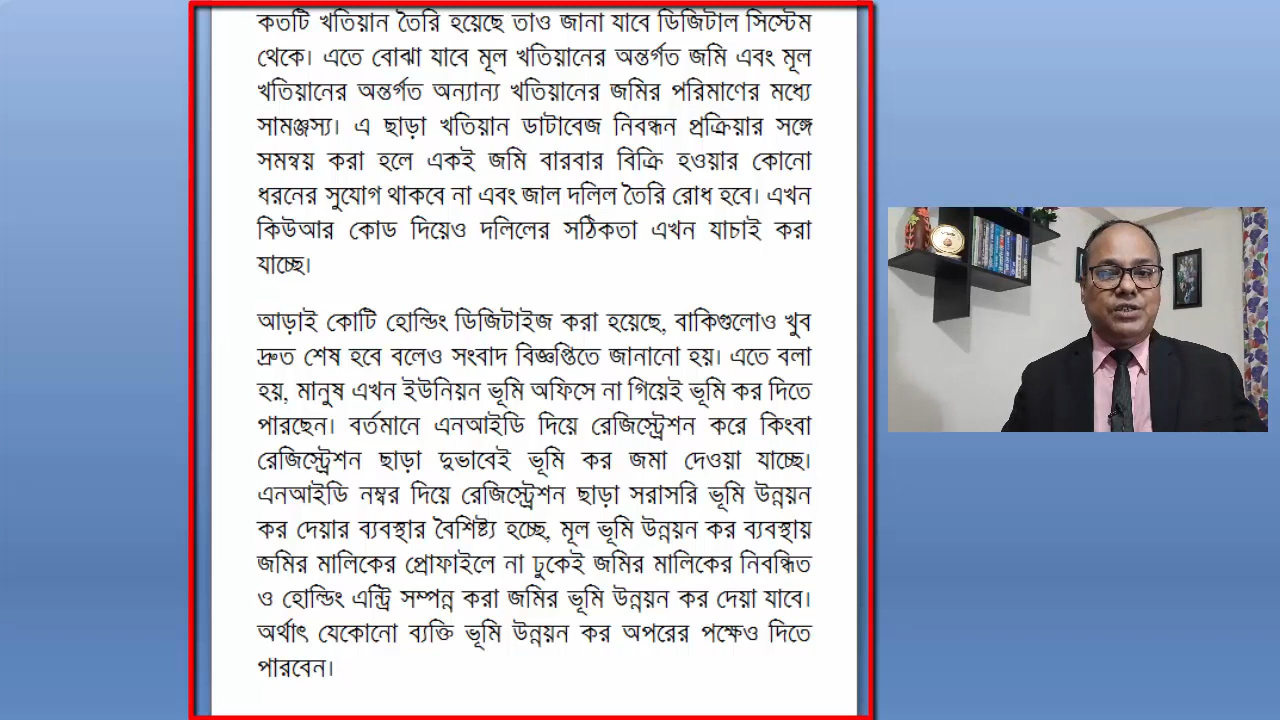 কতটি খতিয়ান তৈরি হয়েছে তাও জানা যাবে ডিজিটাল সিস্টেম
থেকে। এতে বোঝা যাবে মূল খতিয়ানের অন্তর্গত জমি এবং মূল
খতিয়ানের অন্তর্গত অন্যান্য খতিয়ানের জমির পরিমাণের মধ্যে
সামঞ্জস্য। এ ছাড়া খতিয়ান ডাটাবেজ নিবন্ধন প্রক্রিয়ার সঙ্গে
সমন্বয় করা হলে একই জমি বারবার বিক্রি হওয়ার কোনো
ধরনের সুযোগ থাকবে না এবং জাল দলিল তৈরি রোধ হবে। এখন
কিউআর কোড দিয়েও দলিলের সঠিকতা এখন যাচাই করা
যাচ্ছে।
আড়াই কোটি হোল্ডিং ডিজিটাইজ করা হয়েছে, বাকিগুলোও খুব
দ্রুত শেষ হবে বলেও সংবাদ বিজ্ঞপ্তিতে জানানো হয়। এতে বলা
হয়, মানুষ এখন ইউনিয়ন ভূমি অফিসে না গিয়েই ভূমি কর দিতে
পারছেন। বর্তমানে এনআইডি দিয়ে রেজিস্ট্রেশন করে কিংবা
রেজিস্ট্রেশন ছাড়া দুভাবেই ভূমি কর জমা দেওয়া যাচ্ছে।
এনআইডি নম্বর দিয়ে রেজিস্ট্রেশন ছাড়া সরাসরি ভূমি উন্নয়ন
কর দেয়ার ব্যবস্থার বৈশিষ্ট্য হচ্ছে, মূল ভূমি উন্নয়ন কর ব্যবস্থায়
জমির মালিকের প্রোফাইলে না ঢুকেই জমির মালিকের নিবন্ধিত
ও হোল্ডিং এন্ট্রি সম্পন্ন করা জমির ভূমি উন্নয়ন কর দেয়া যাবে।
অর্থাৎ যেকোনো ব্যক্তি ভূমি উন্নয়ন কর অপরের পক্ষেও দিতে
পারবেন।